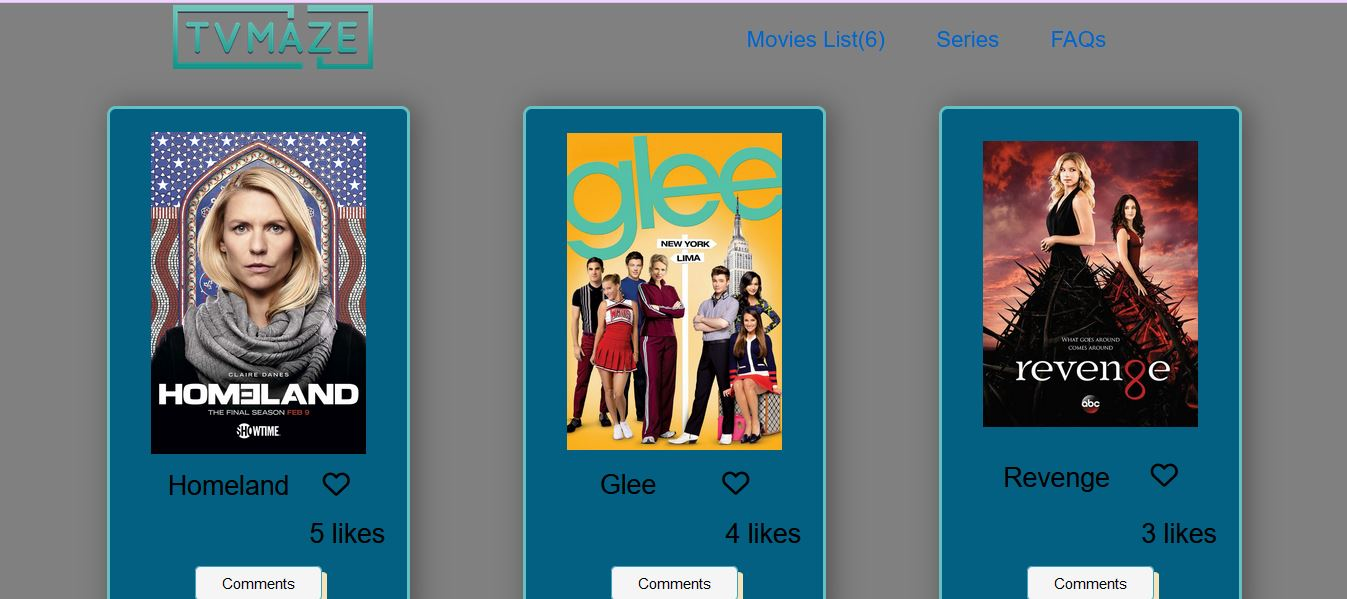 TVMAZE
Movies List(6) Series FAQs
CLAIRE DANES
HOMELAND
THE FINAL SEASON FEB 9
SHOWTIME
Homeland
5 likes
Comments
glee
NEW YORK
LIMA
Glee
4 likes
Comments
WHAT GOES AROUND
COMES AROUND
revenge
abc
Revenge
3 likes
Comments